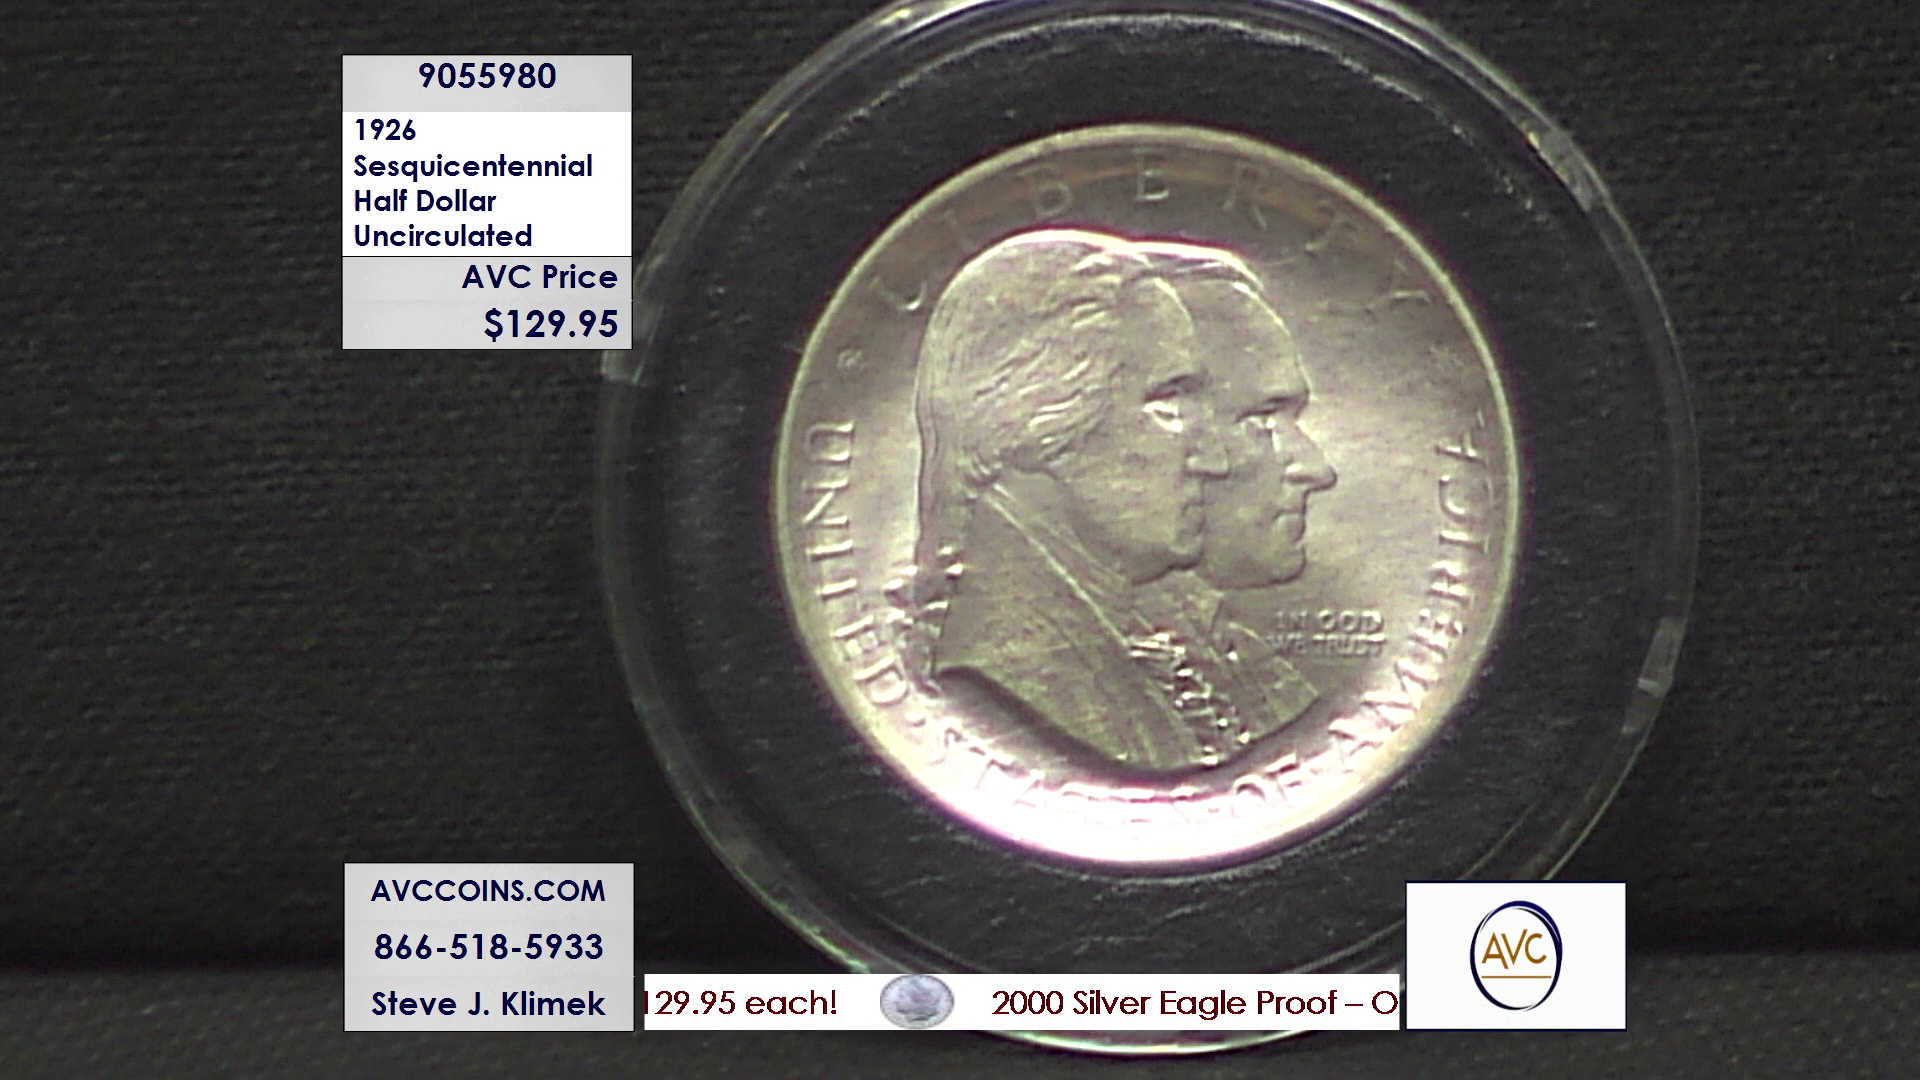 9055980
1926
Sesquicentennial
Half Dollar
Uncirculated
AVC Price
$129.95
LIBERTY
UNITED·STATES·OF·AMERICA
IN GOD
WE TRUST
AVCCOINS.COM
866-518-5933
Steve J. Klimek
129.95 each!
2000 Silver Eagle Proof – O
AVC